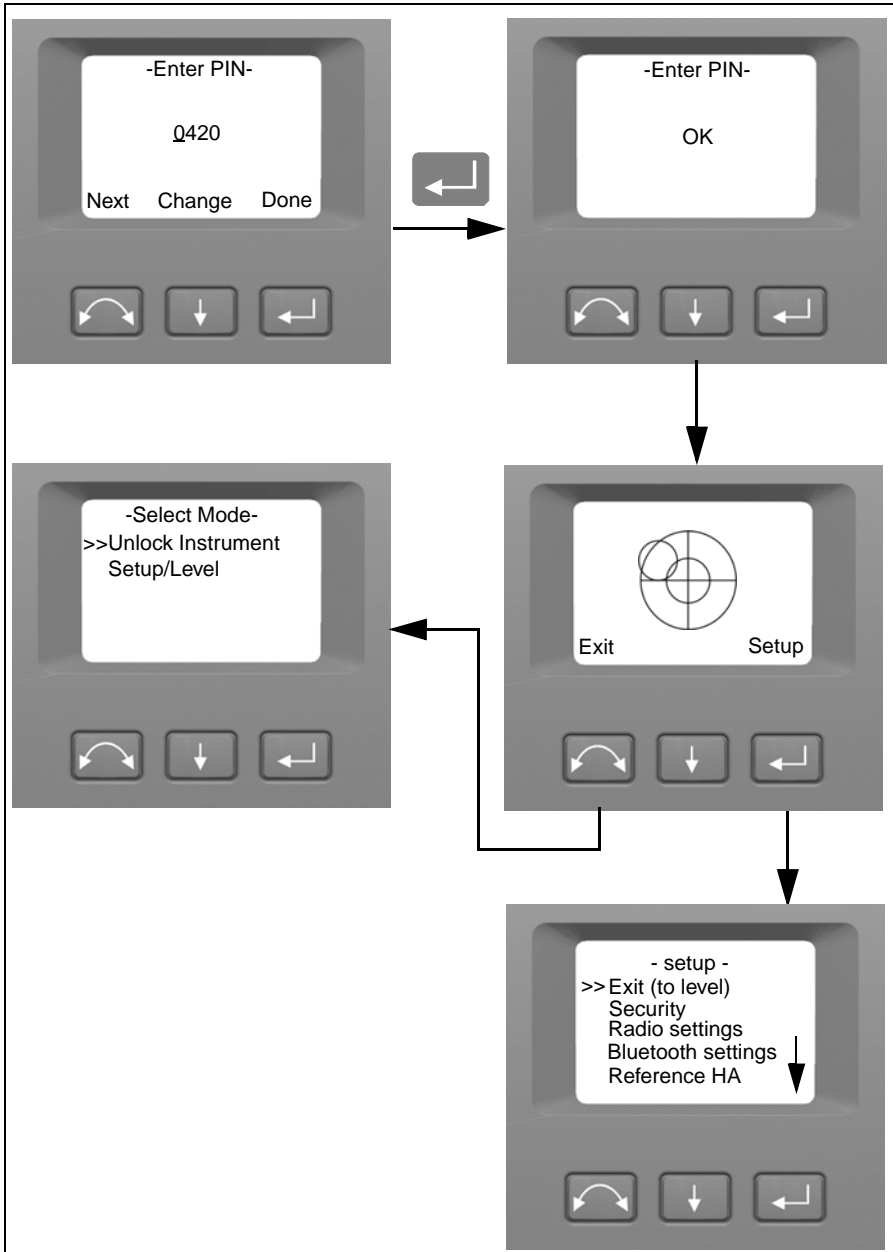 -Enter PIN-
0420
Next Change Done
-Enter PIN-
OK
-Select Mode-
>>Unlock Instrument
Setup/Level
Exit Setup
- setup -
>>Exit (to level)
Security
Radio settings
Bluetooth settings
Reference HA